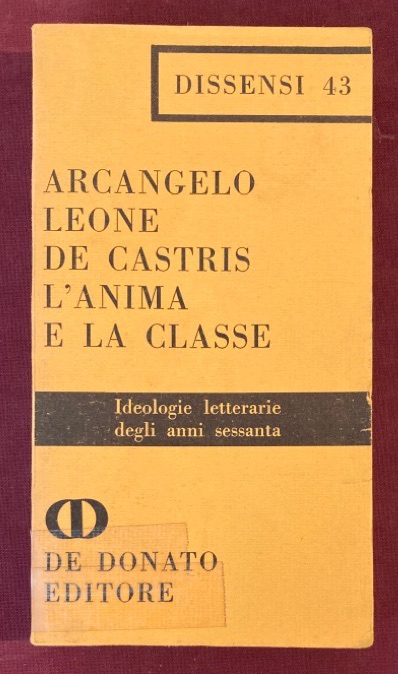 DISSENSI 43
ARCANGELO
LEONE
DE CASTRIS
L'ANIMA
E LA CLASSE
Ideologie letterarie
degli anni sessanta
DE DONATO
EDITORE